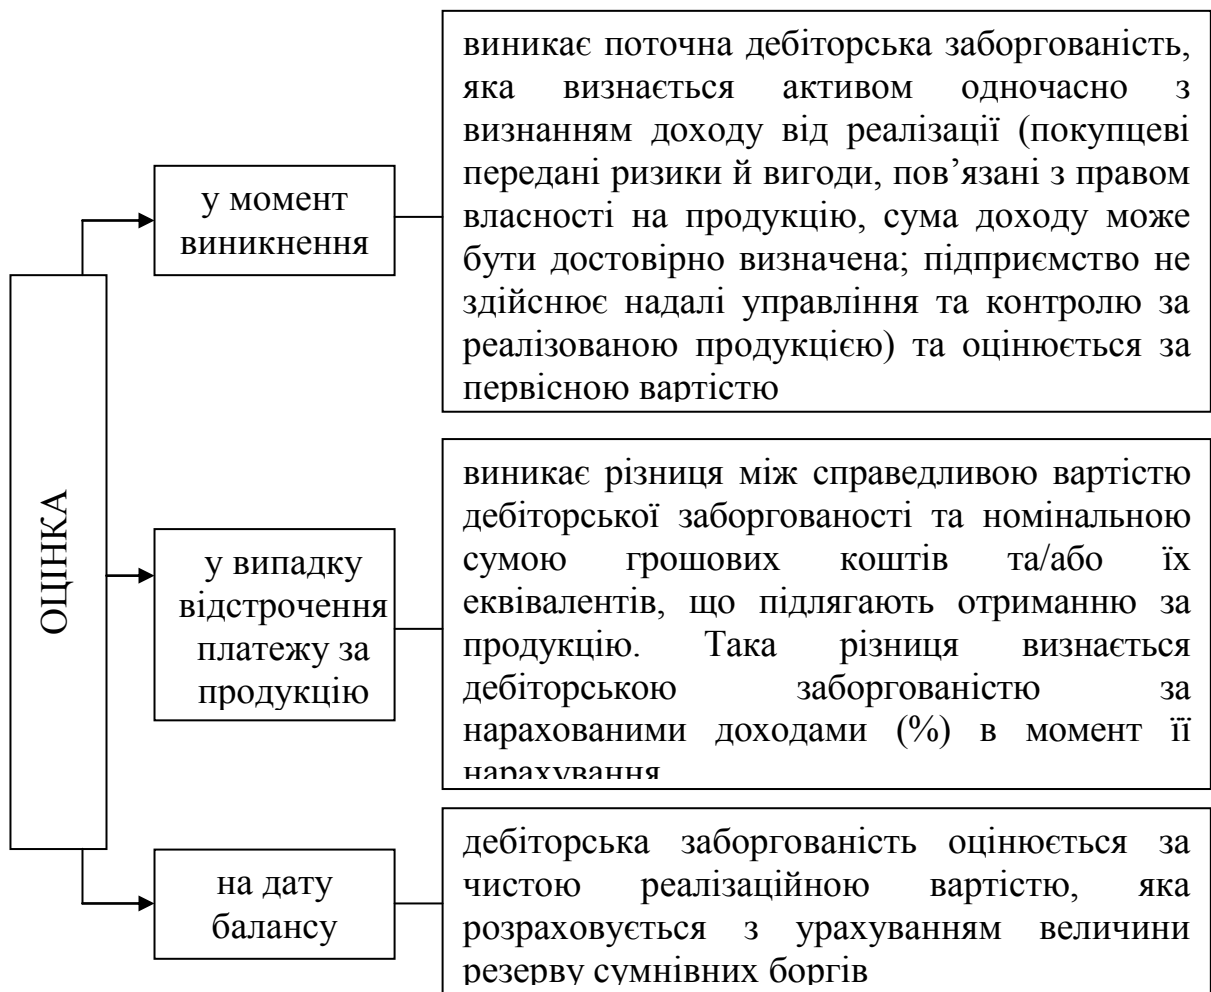 ОЦІНКА
у момент
виникнення
виникає поточна дебіторська заборгованість,
яка визнається активом одночасно з
визнанням доходу від реалізації (покупцеві
передані ризики й вигоди, пов’язані з правом
власності на продукцію, сума доходу може
бути достовірно визначена; підприємство не
здійснює надалі управління та контролю за
реалізованою продукцією) та оцінюється за
первісною вартістю
у випадку
відстрочення
платежу за
продукцію
виникає різниця між справедливою вартістю
дебіторської заборгованості та номінальною
сумою грошових коштів та/або їх
еквівалентів, що підлягають отриманню за
продукцію. Така різниця визнається
дебіторською заборгованістю за
нарахованими доходами (%) в момент її
нарахування
на дату
балансу
дебіторська заборгованість оцінюється за
чистою реалізаційною вартістю, яка
розраховується з урахуванням величини
резерву сумнівних боргів